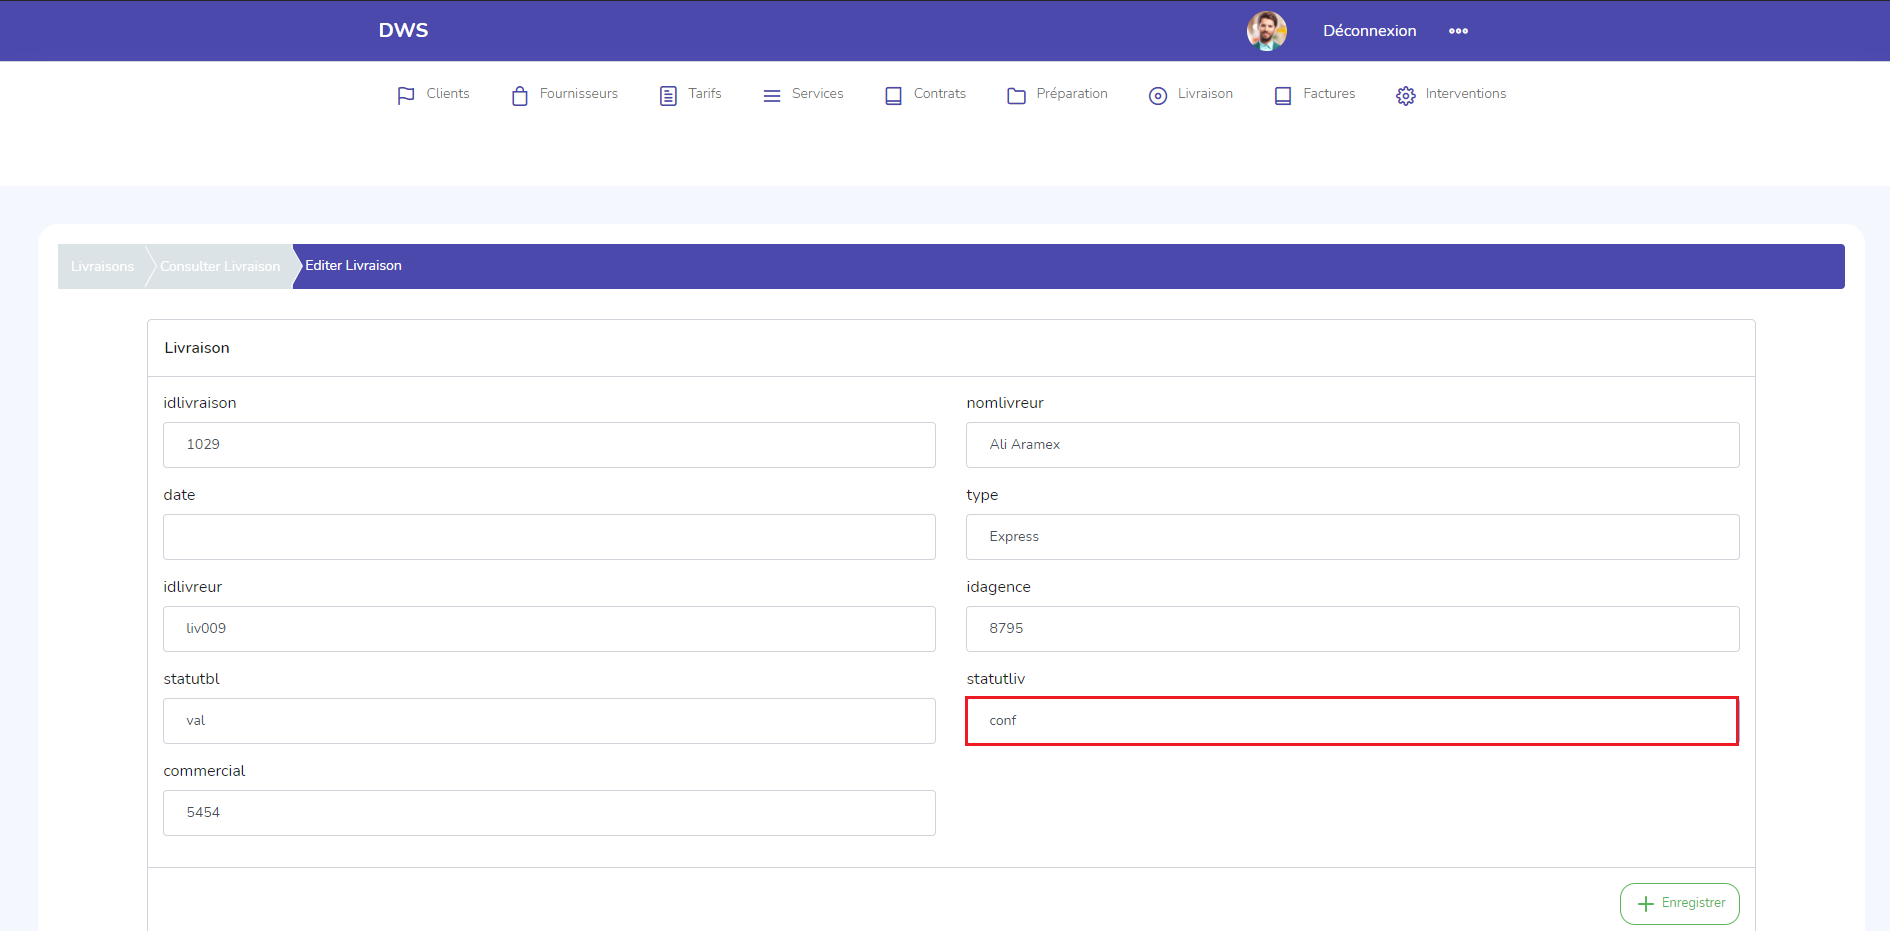 DWS
Déconnexion
Clients
Fournisseurs
Tarifs
Services
Contrats
Préparation
Livraison
Factures
Interventions
Livraisons
Consulter Livraison
Editer Livraison
Livraison
idlivraison
nomlivreur
1029
Ali Aramex
date
type
Express
idlivreur
idagence
liv009
8795
statutbl
statutliv
val
conf
commercial
5454
Enregistrer